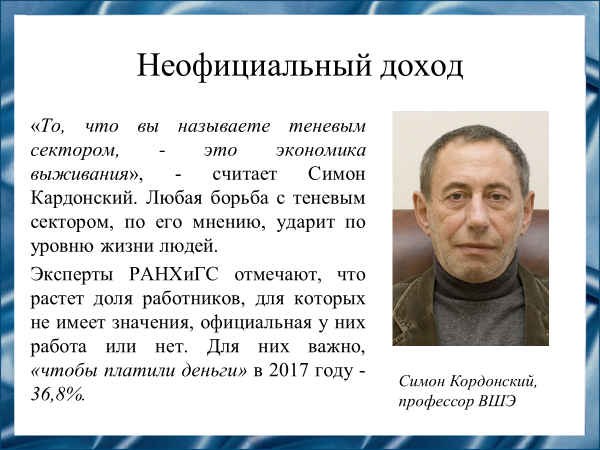 Неофициальный доход
«То, что вы называете теневым
сектором, - это экономика
выживания», - считает Симон
Кардонский. Любая борьба с теневым
сектором, по его мнению, ударит по
уровню жизни людей.
Эксперты РАНХиГС отмечают, что
растет доля работников, для которых
не имеет значения, официальная у них
работа или нет. Для них важно,
«чтобы платили деньги» в 2017 году -
36,8%.
Симон Кордонский,
профессор ВШЭ